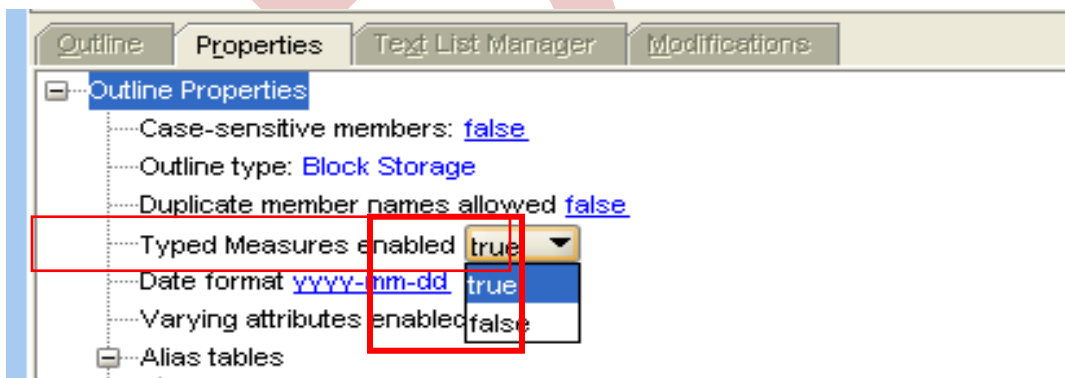 Outline Properties Text List Manager Modifications
Outline Properties
Case-sensitive members: false
Outline type: Block Storage
Duplicate member names allowed false
Typed Measures enabled true
Date format yyyy-mm-dd true
Varying attributes enabled false
Alias tables